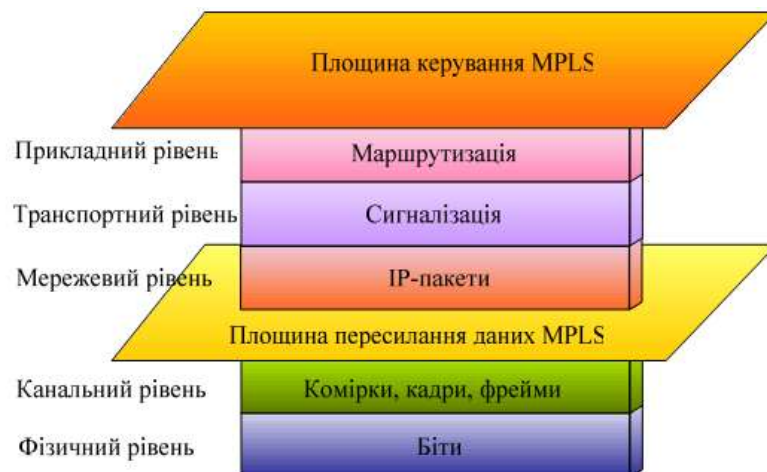 Площина керування MPLS
Прикладний рівень
Маршрутизація
Транспортний рівень
Сигналізація
Мережевий рівень
IP-пакети
Площина пересилання даних MPLS
Канальний рівень
Комірки, кадри, фрейми
Фізичний рівень
Біти